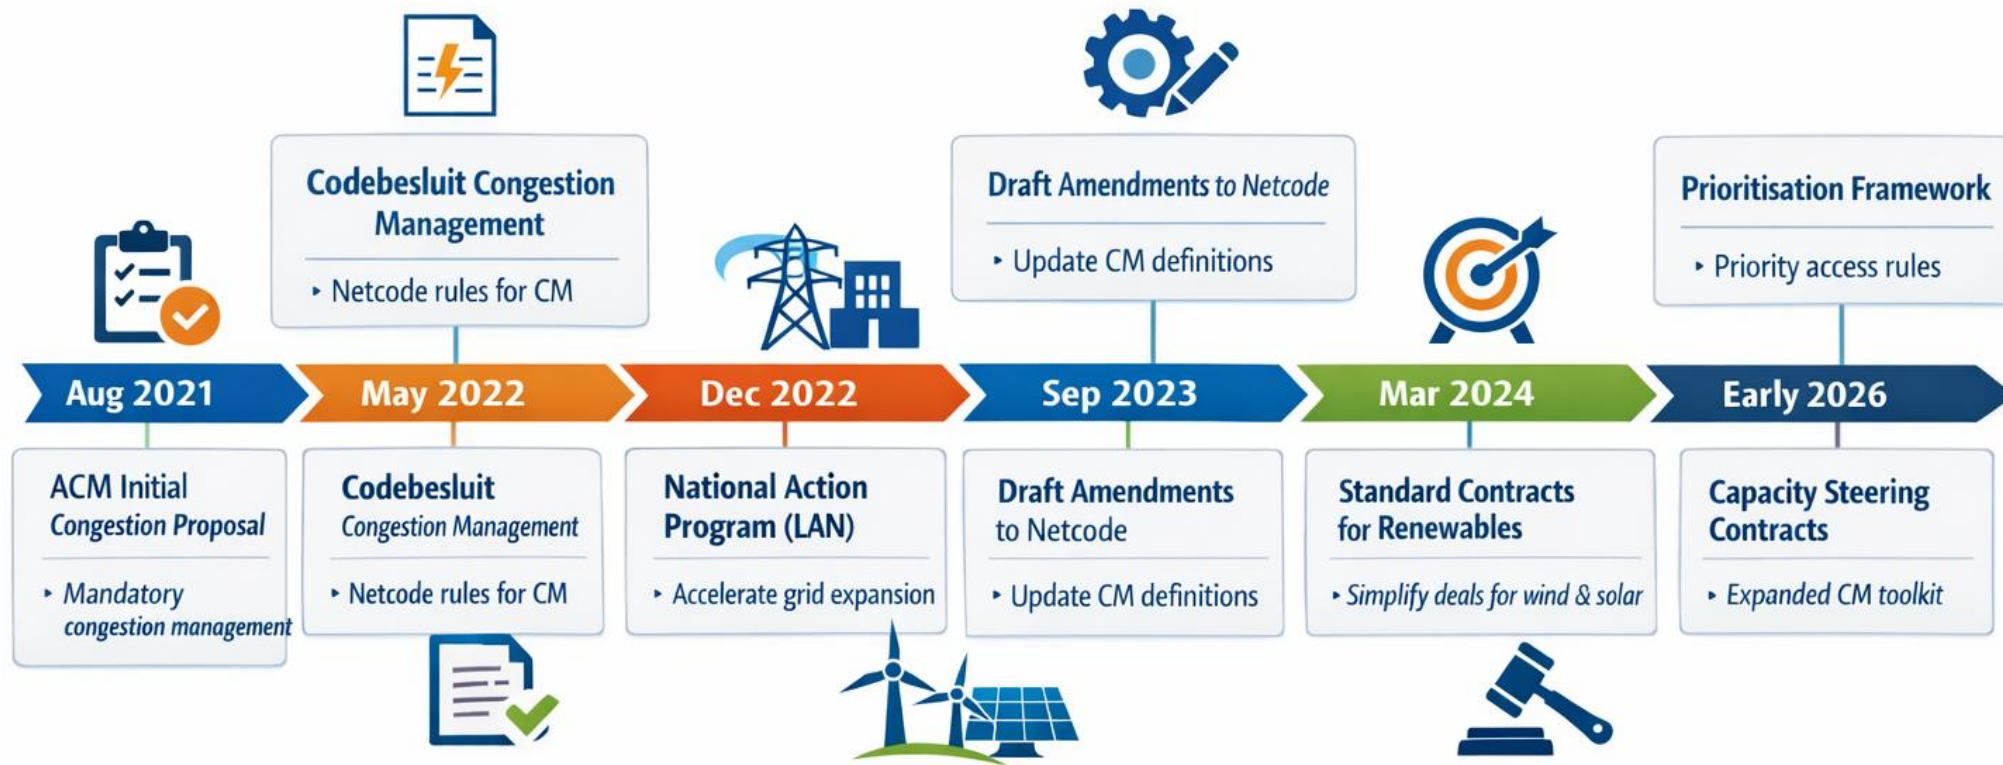 Codebesluit Congestion
Management
▸ Netcode rules for CM
Draft Amendments to Netcode
▸ Update CM definitions
Prioritisation Framework
▸ Priority access rules
Aug 2021
May 2022
Dec 2022
Sep 2023
Mar 2024
Early 2026
ACM Initial
Congestion Proposal
▸ Mandatory
congestion management
Codebesluit
Congestion Management
▸ Netcode rules for CM
National Action
Program (LAN)
▸ Accelerate grid expansion
Draft Amendments
to Netcode
▸ Update CM definitions
Standard Contracts
for Renewables
▸ Simplify deals for wind & solar
Capacity Steering
Contracts
▸ Expanded CM toolkit